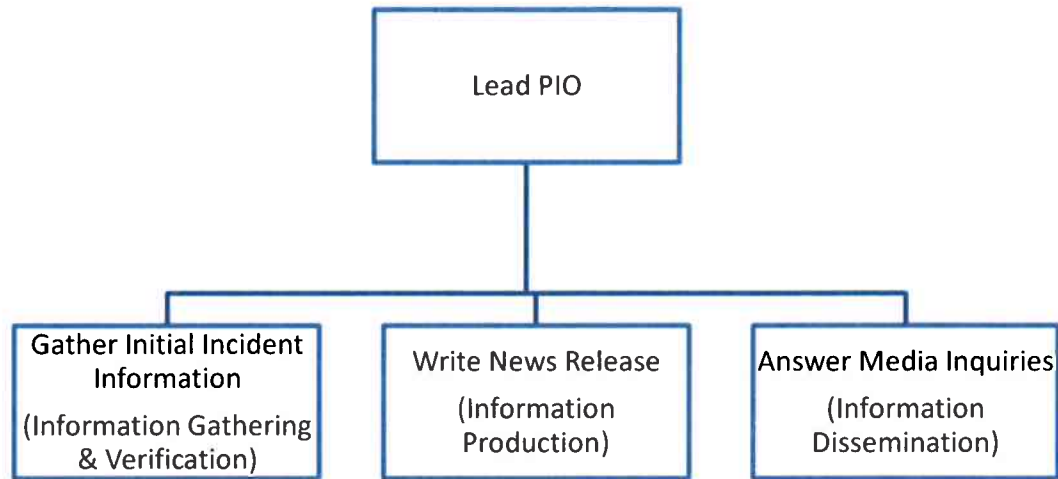 Lead PIO
Gather Initial Incident
Information
(Information Gathering
& Verification)
Write News Release
(Information
Production)
Answer Media Inquiries
(Information
Dissemination)